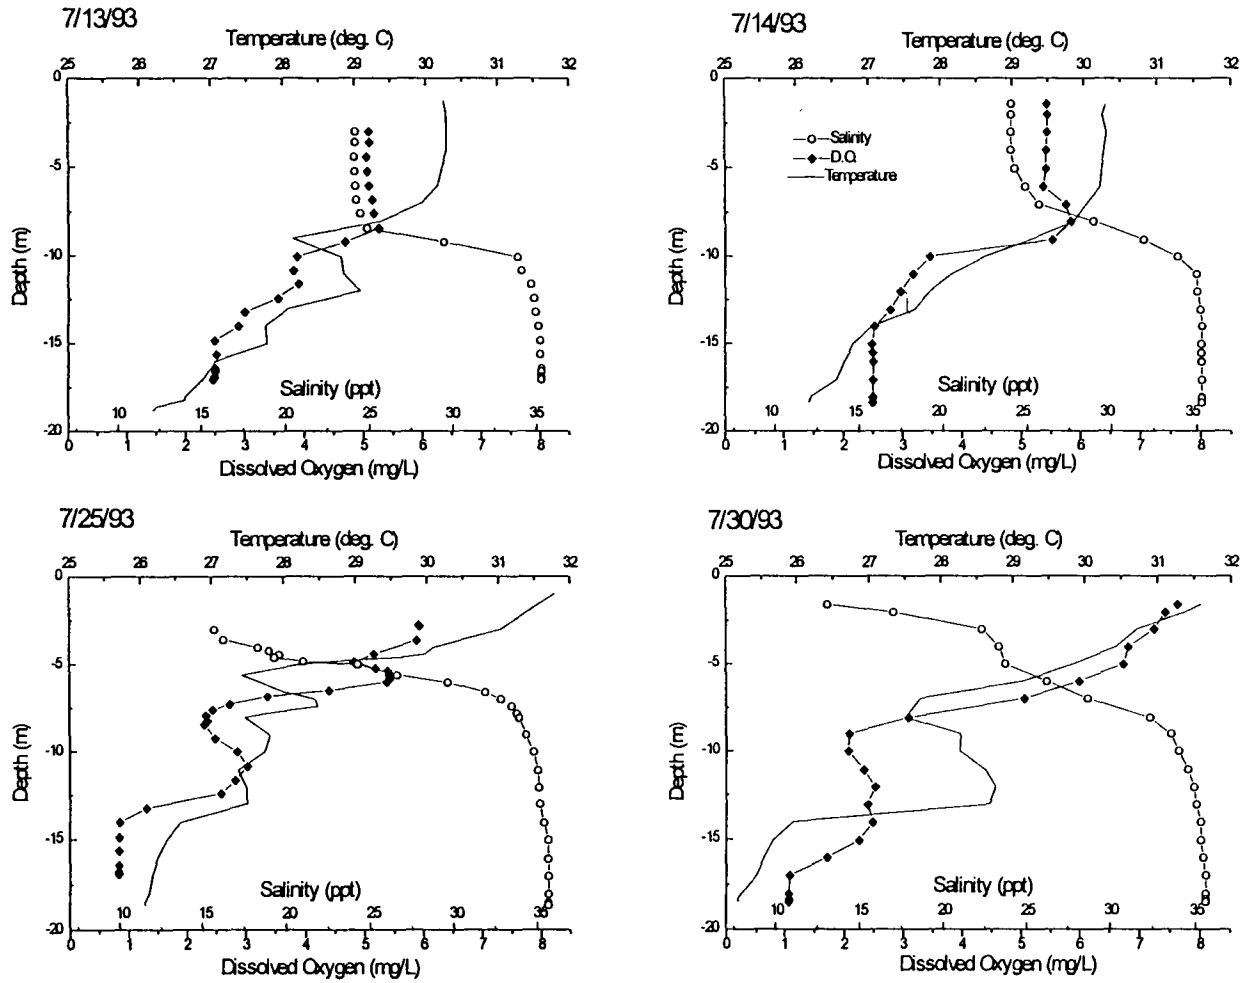 7/13/93
Temperature (deg. C)
25 26 27 28 29 30 31 32
0
-5
-10
-15
-20
Depth (m)
Salinity (ppt)
10 15 20 25 30 35
0 1 2 3 4 5 6 7 8
Dissolved Oxygen (mg/L)
7/14/93
Temperature (deg. C)
25 26 27 28 29 30 31 32
0
-5
-10
-15
-20
Depth (m)
Salinity
D.O.
Temperature
Salinity (ppt)
10 15 20 25 30 35
0 1 2 3 4 5 6 7 8
Dissolved Oxygen (mg/L)
7/25/93
Temperature (deg. C)
25 26 27 28 29 30 31 32
0
-5
-10
-15
-20
Depth (m)
Salinity (ppt)
10 15 20 25 30 35
0 1 2 3 4 5 6 7 8
Dissolved Oxygen (mg/L)
7/30/93
Temperature (deg. C)
25 26 27 28 29 30 31 32
0
-5
-10
-15
-20
Depth (m)
Salinity (ppt)
10 15 20 25 30 35
0 1 2 3 4 5 6 7 8
Dissolved Oxygen (mg/L)